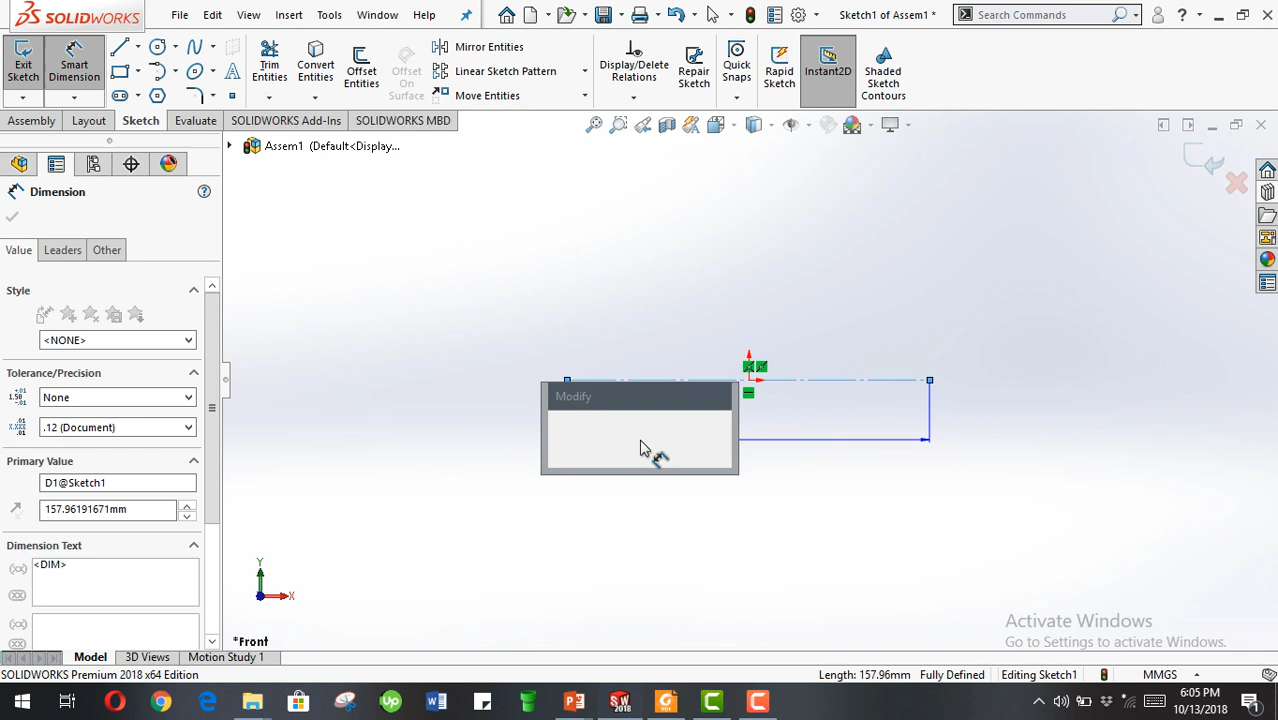 SOLIDWORKS
File Edit View Insert Tools Window Help
Sketch1 of Assem1 *
Search Commands
?
Exit Sketch
Smart Dimension
Trim Entities
Convert Entities
Offset Entities
Offset On Surface
Mirror Entities
Linear Sketch Pattern
Move Entities
Display/Delete Relations
Repair Sketch
Quick Snaps
Rapid Sketch
Instant2D
Shaded Sketch Contours
Assembly Layout Sketch Evaluate SOLIDWORKS Add-Ins SOLIDWORKS MBD
Assem1 (Default<Display...
Dimension
Value Leaders Other
Style
<NONE>
Tolerance/Precision
None
.12 (Document)
Primary Value
D1@Sketch1
157.96191671mm
Dimension Text
<DIM>
Modify
Y
X
*Front
Activate Windows
Go to Settings to activate Windows.
Model 3D Views Motion Study 1
SOLIDWORKS Premium 2018 x64 Edition
Length: 157.96mm Fully Defined Editing Sketch1 MMGS
6:05 PM
10/13/2018